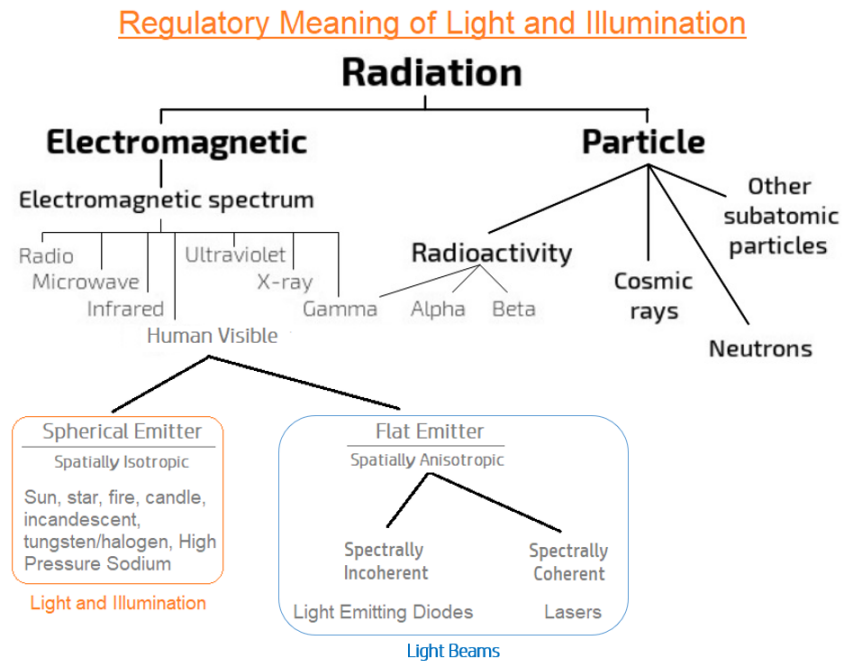 Regulatory Meaning of Light and Illumination
Radiation
Electromagnetic
Particle
Electromagnetic spectrum
Radio
Microwave
Infrared
Human Visible
Ultraviolet
X-ray
Gamma
Radioactivity
Alpha
Beta
Cosmic
rays
Neutrons
Other
subatomic
particles
Spherical Emitter
Spatially Isotropic
Sun, star, fire, candle,
incandescent,
tungsten/halogen, High
Pressure Sodium
Light and Illumination
Flat Emitter
Spatially Anisotropic
Spectrally
Incoherent
Light Emitting Diodes
Spectrally
Coherent
Lasers
Light Beams